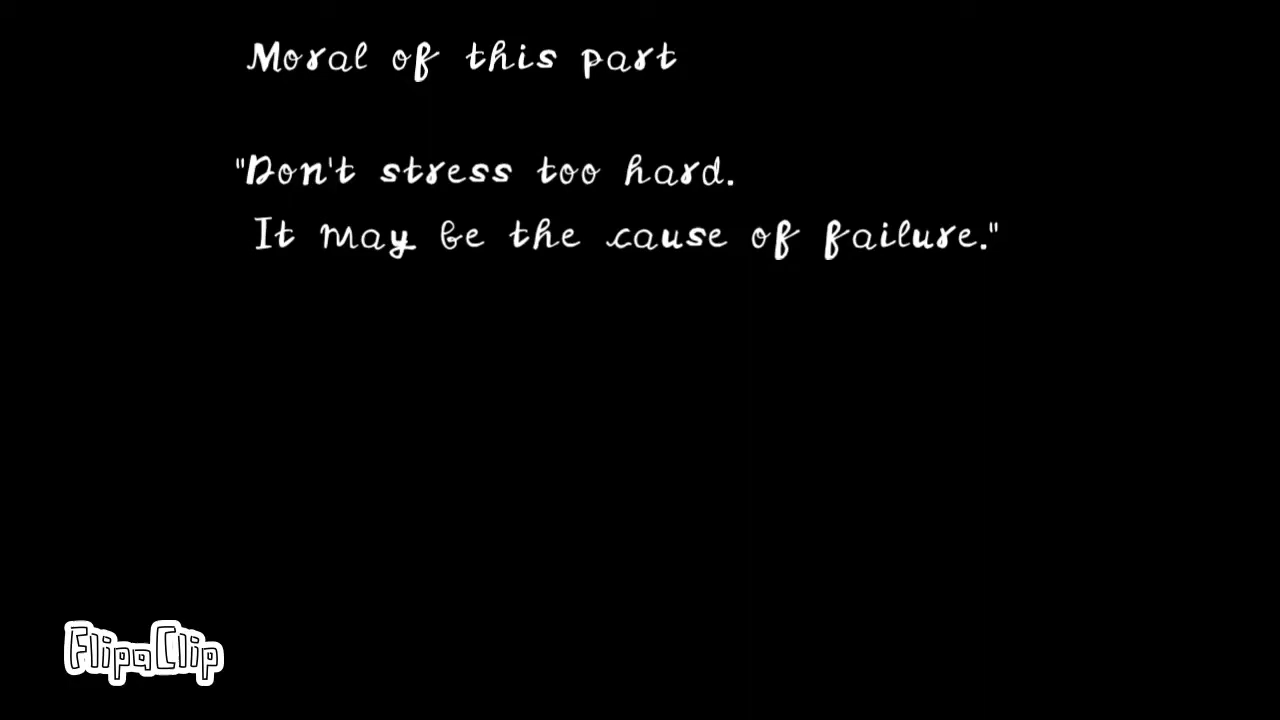 Moral of this part
"Don't stress too hard.
It may be the cause of failure."
FlipaClip